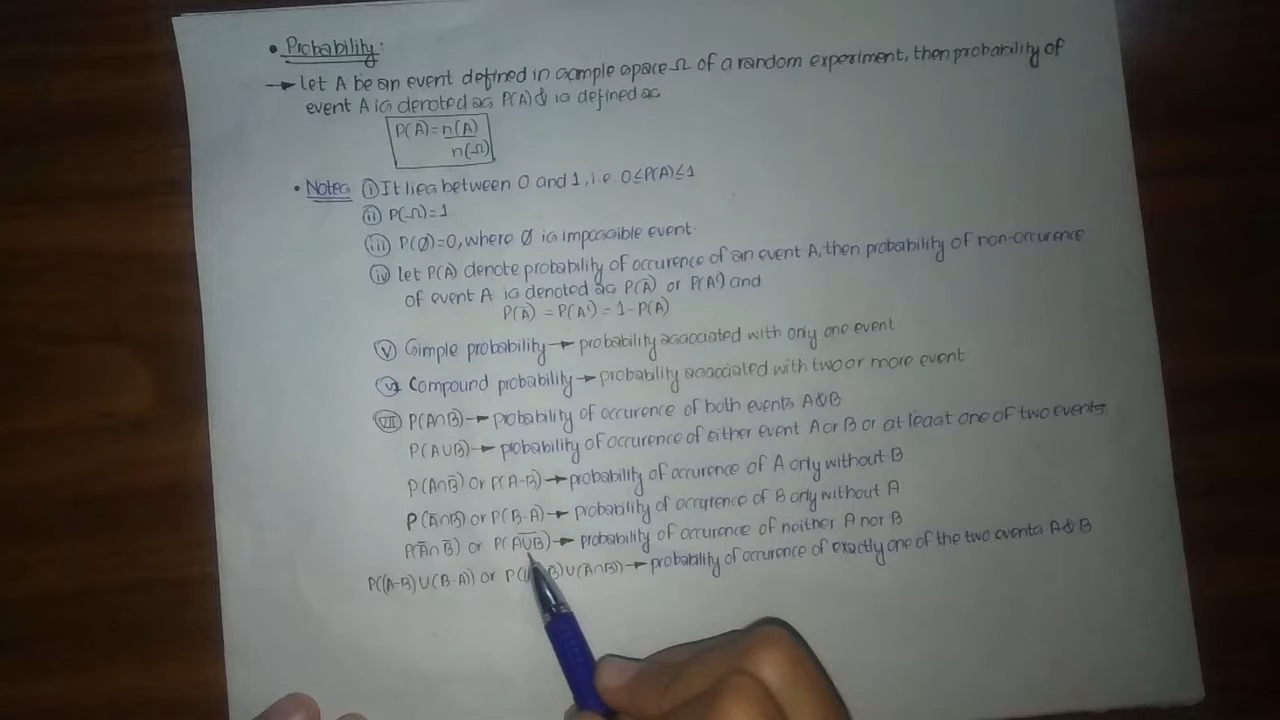 • Probability:
→ let A be an event defined in sample space Ω of a random experiment, then probability of
event A is denoted as P(A) & is defined as
P(A) = n(A)
n(Ω)
• Notes (i) It lies between 0 and 1, i.e. 0≤P(A)≤1
(ii) P(Ω)=1
(iii) P(∅)=0, where ∅ is impossible event.
(iv) let P(A) denote probability of occurence of an event A, then probability of non-occurence
of event A is denoted as P(A̅) or P(A') and
P(A̅) = P(A') = 1-P(A)
(v) Simple probability → probability associated with only one event
(vi) Compound probability → probability associated with two or more event
(vii) P(A∩B) → probability of occurence of both events A&B
P(A∪B) → probability of occurence of either event A or B or at least one of two events.
P(A∩B̅) or P(A-B) → probability of occurence of A only without B
P(A̅∩B) or P(B-A) → probability of occurence of B only without A
P(A̅∩B̅) or P(A̅∪̅B̅) → probability of occurence of neither A nor B
P((A-B)∪(B-A)) or P( B)∪(A̅∩B)) → probability of occurence of exactly one of the two events A&B